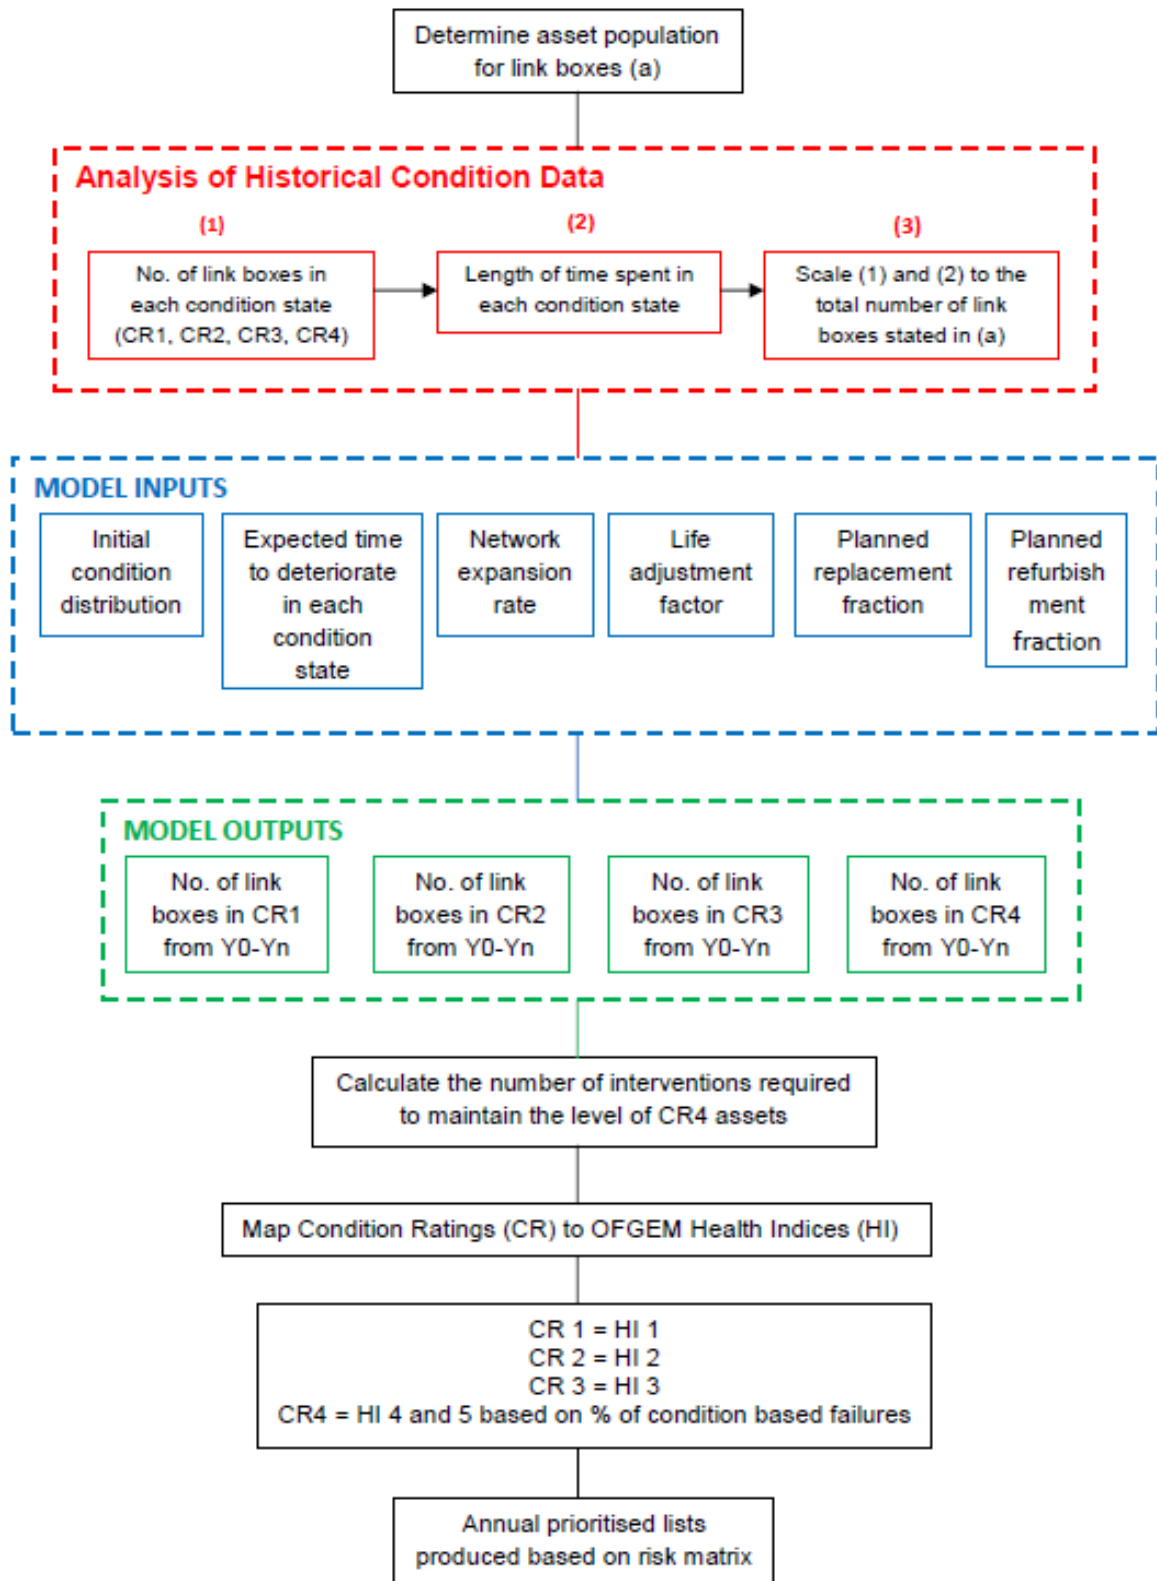 Determine asset population
for link boxes (a)
Analysis of Historical Condition Data
(1)
(2)
(3)
No. of link boxes in
each condition state
(CR1, CR2, CR3, CR4)
Length of time spent in
each condition state
Scale (1) and (2) to the
total number of link
boxes stated in (a)
MODEL INPUTS
Initial
condition
distribution
Expected time
to deteriorate
in each
condition
state
Network
expansion
rate
Life
adjustment
factor
Planned
replacement
fraction
Planned
refurbish
ment
fraction
MODEL OUTPUTS
No. of link
boxes in CR1
from Y0-Yn
No. of link
boxes in CR2
from Y0-Yn
No. of link
boxes in CR3
from Y0-Yn
No. of link
boxes in CR4
from Y0-Yn
Calculate the number of interventions required
to maintain the level of CR4 assets
Map Condition Ratings (CR) to OFGEM Health Indices (HI)
CR 1 = HI 1
CR 2 = HI 2
CR 3 = HI 3
CR4 = HI 4 and 5 based on % of condition based failures
Annual prioritised lists
produced based on risk matrix